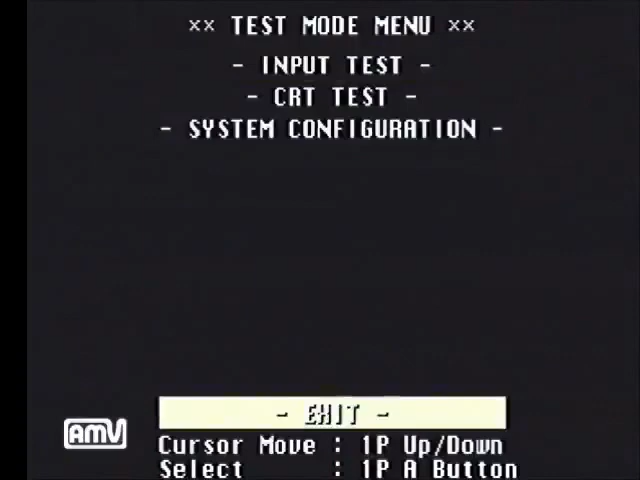 ×× TEST MODE MENU ××
- INPUT TEST -
- CRT TEST -
- SYSTEM CONFIGURATION -
- EXIT -
AMV
Cursor Move : 1P Up/Down
Select : 1P A Button